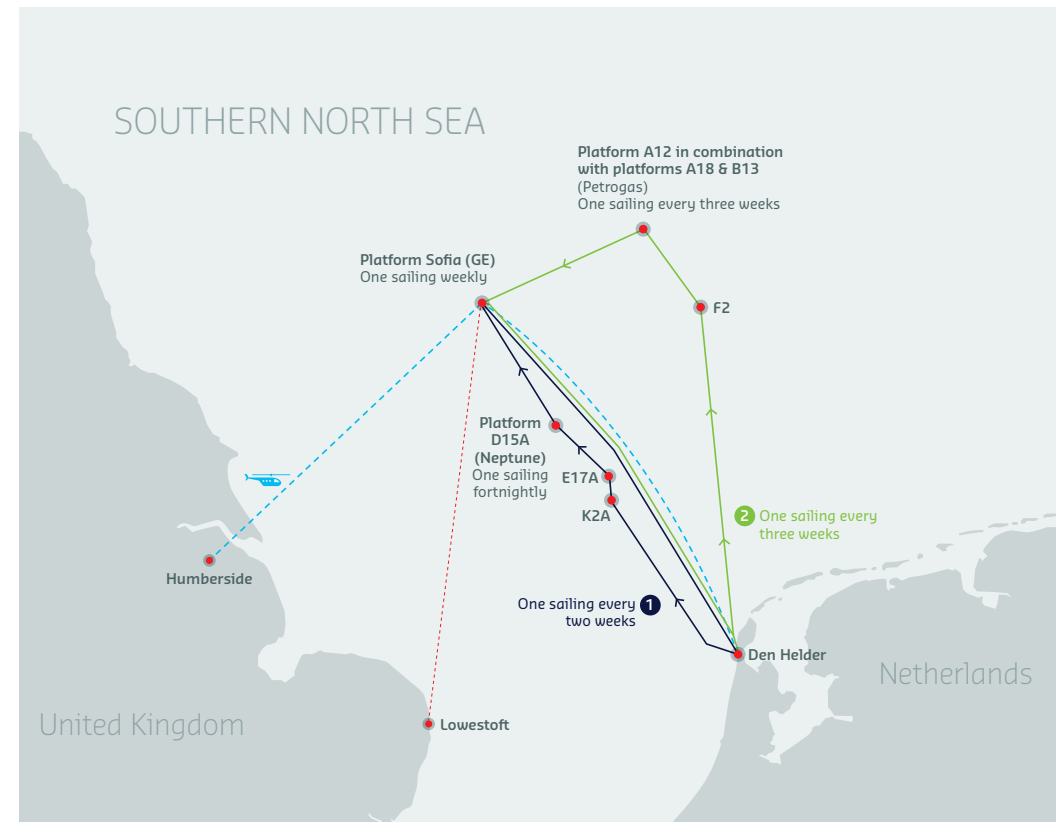 SOUTHERN NORTH SEA
Platform A12 in combination
with platforms A18 & B13
(Petrogas)
One sailing every three weeks
Platform Sofia (GE)
One sailing weekly
F2
Platform
D15A
(Neptune)
One sailing
fortnightly
E17A
K2A
2 One sailing every
three weeks
Humberside
One sailing every 1
two weeks
Den Helder
Netherlands
United Kingdom
Lowestoft